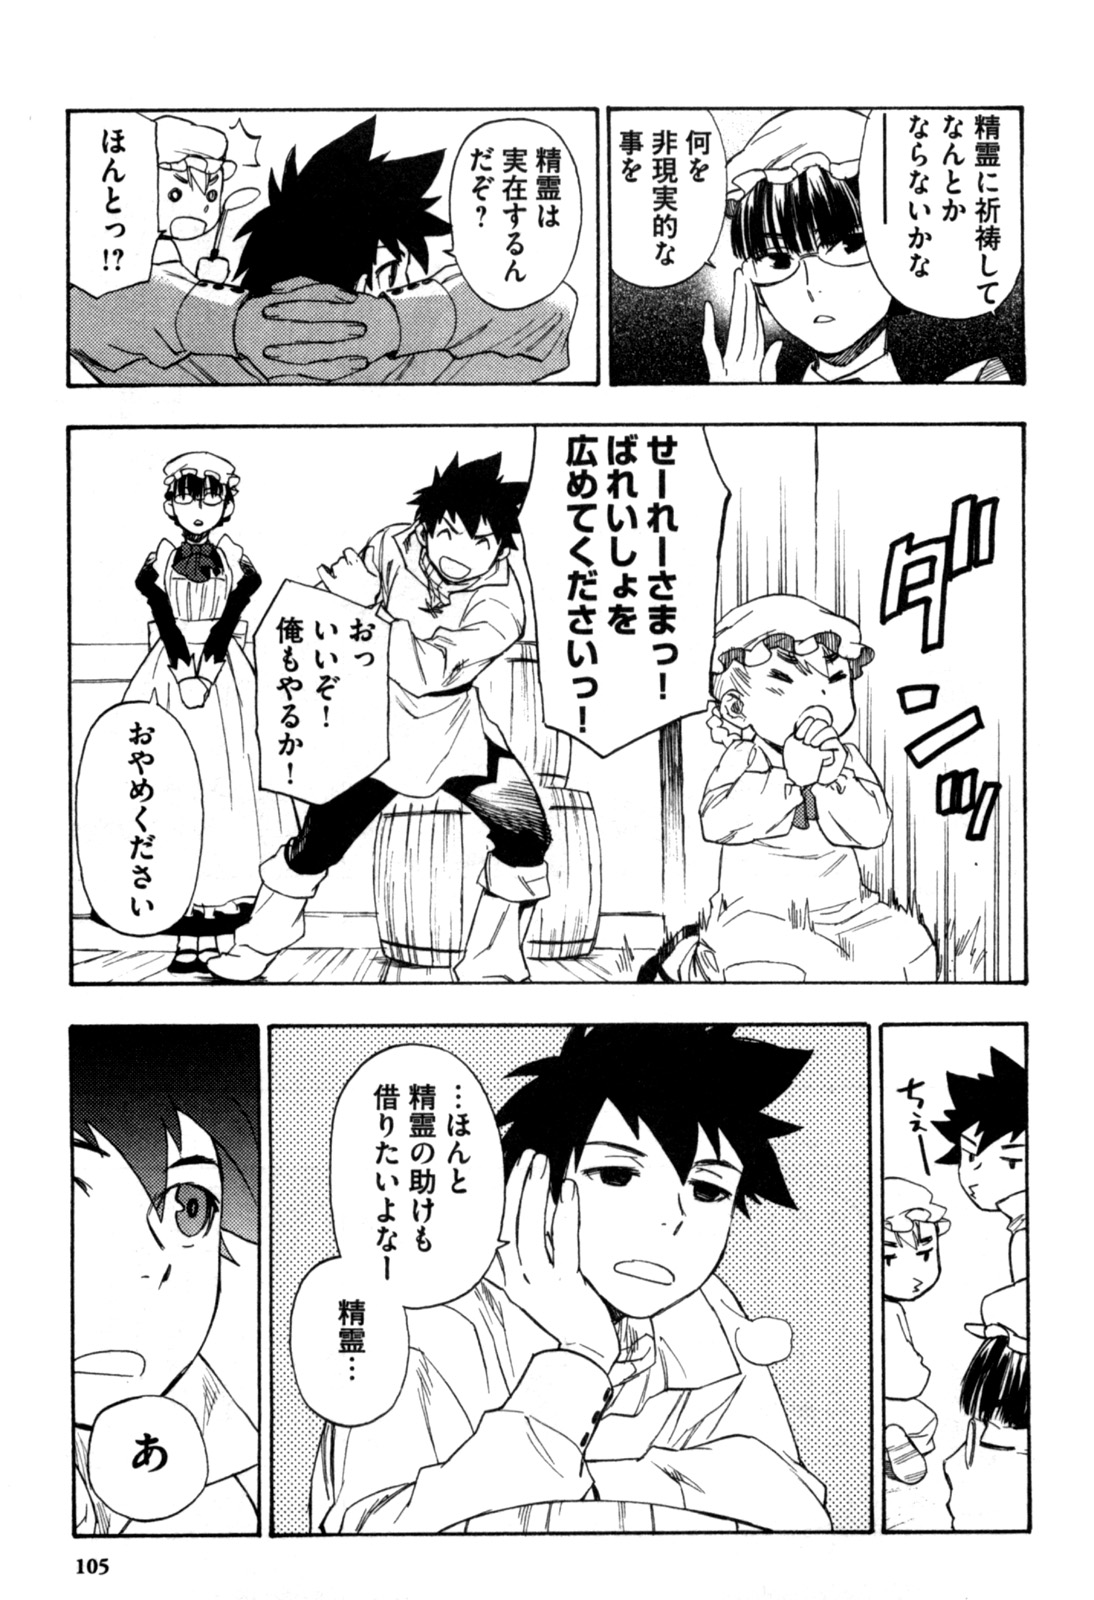 精霊に祈祷して
なんとか
ならないかな
何を
非現実的な
事を
精霊は
実在するん
だぞ？
ほんとっ!?
せーれーさまっ！
ばれいしょを
広めてくださいっ！
ダンッ
おっ
いいぞ！
俺もやるか！
おやめください
ちぇー
…ほんと
精霊の助けも
借りたいよなー
精霊…
あ
105